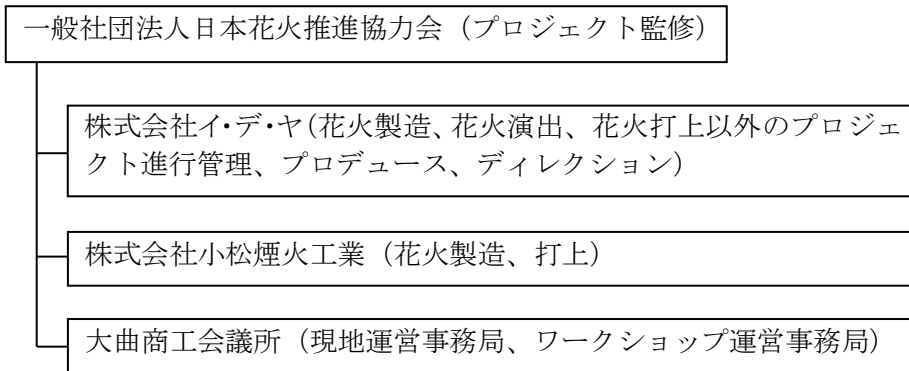 一般社団法人日本花火推進協力会（プロジェクト監修）
株式会社イ・デ・ヤ（花火製造、花火演出、花火打上以外のプロジェ
クト進行管理、プロデュース、ディレクション）
株式会社小松煙火工業（花火製造、打上）
大曲商工会議所（現地運営事務局、ワークショップ運営事務局）